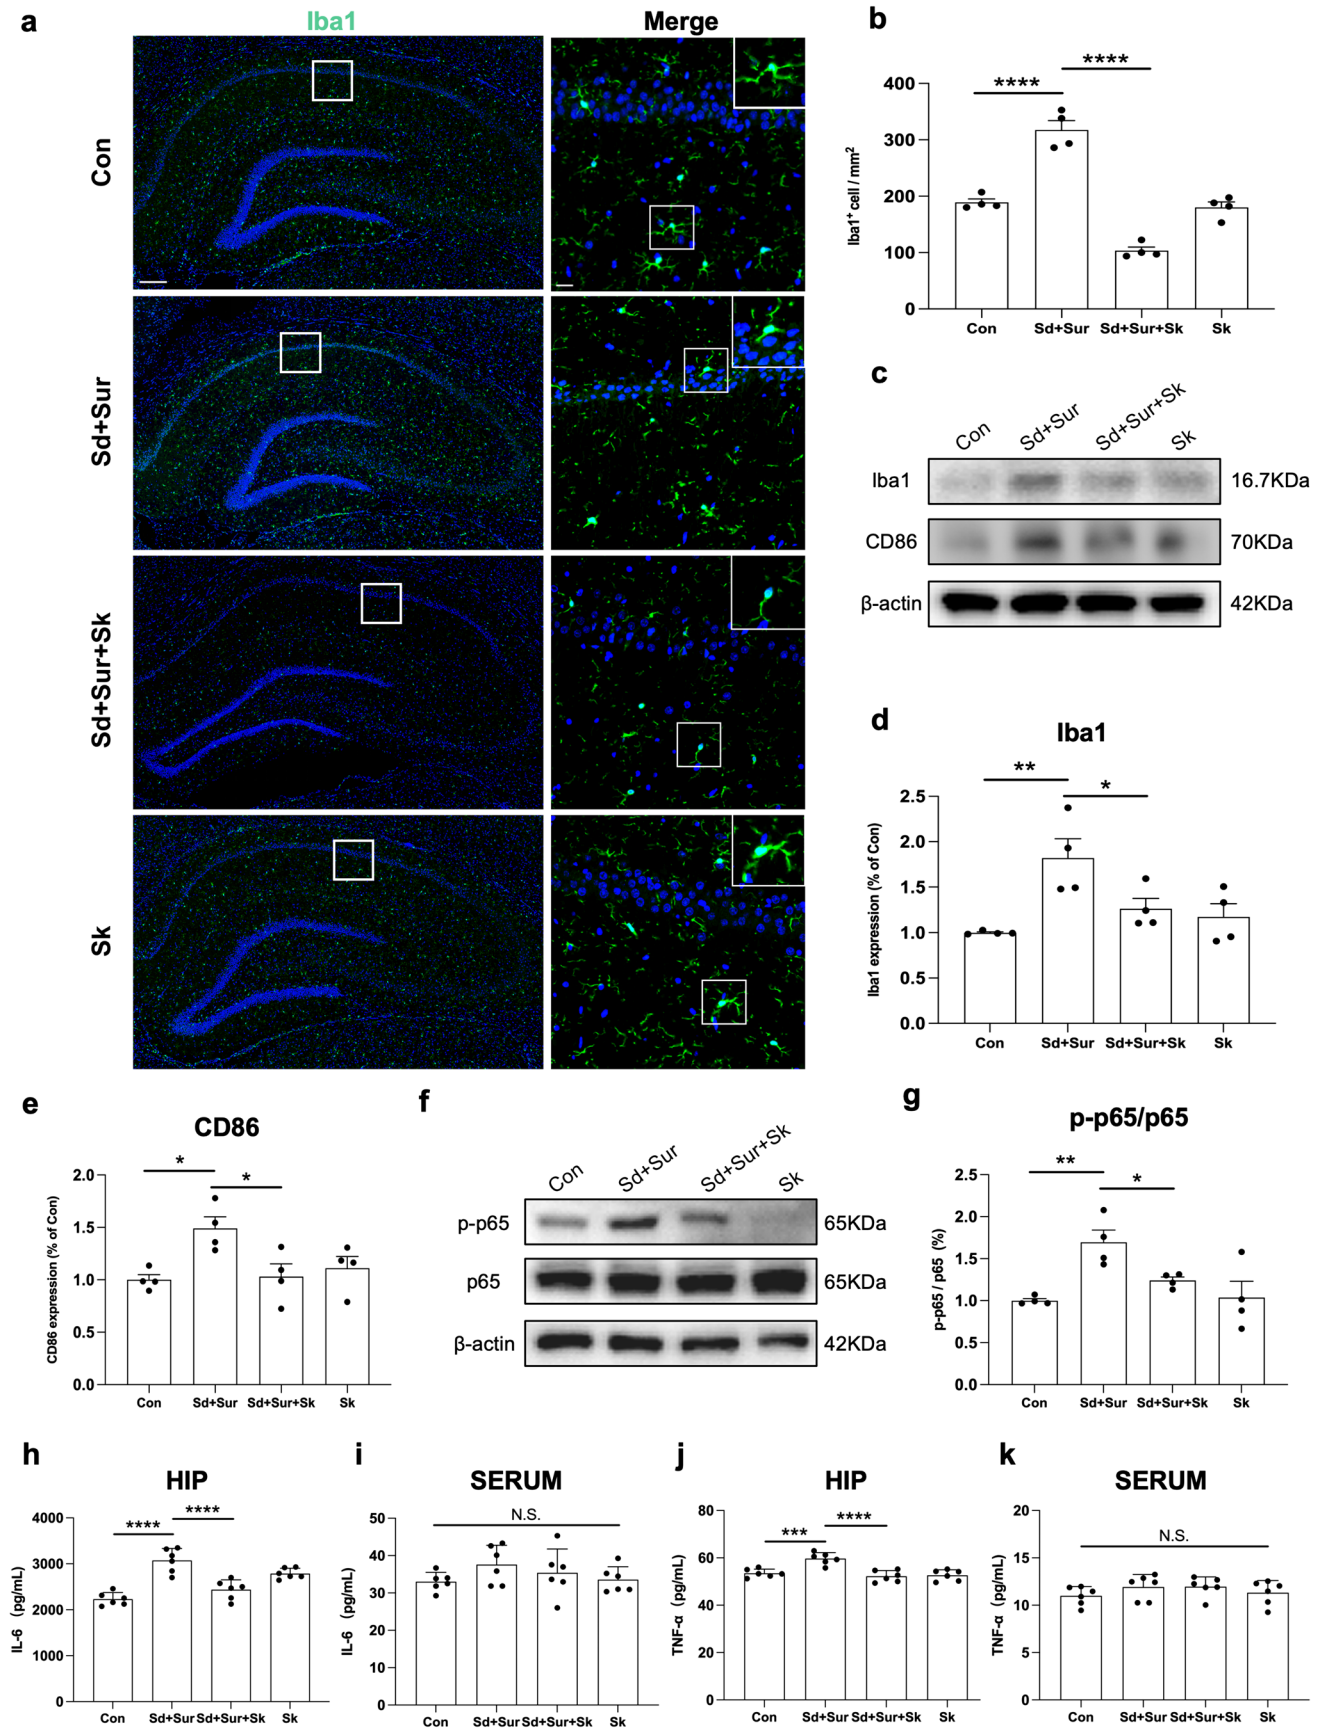 a
Iba1
Merge
Con
Sd+Sur
Sd+Sur+Sk
Sk
b
**** ****
Iba1+ cell / mm2
400
300
200
100
0
Con Sd+Sur Sd+Sur+Sk Sk
c
Con Sd+Sur Sd+Sur+Sk Sk
Iba1 16.7KDa
CD86 70KDa
β-actin 42KDa
d
Iba1
** *
Iba1 expression (% of Con)
2.5
2.0
1.5
1.0
0.5
0.0
Con Sd+Sur Sd+Sur+Sk Sk
e
CD86
* *
CD86 expression (% of Con)
2.0
1.5
1.0
0.5
0.0
Con Sd+Sur Sd+Sur+Sk Sk
f
Con Sd+Sur Sd+Sur+Sk Sk
p-p65 65KDa
p65 65KDa
β-actin 42KDa
g
p-p65/p65
** *
p-p65 / p65 (%)
2.5
2.0
1.5
1.0
0.5
0.0
Con Sd+Sur Sd+Sur+Sk Sk
h
HIP
**** ****
IL-6 (pg/mL)
4000
3000
2000
1000
0
Con Sd+Sur Sd+Sur+Sk Sk
i
SERUM
N.S.
IL-6 (pg/mL)
50
40
30
20
10
0
Con Sd+Sur Sd+Sur+Sk Sk
j
HIP
*** ****
TNF-α (pg/mL)
80
60
40
20
0
Con Sd+Sur Sd+Sur+Sk Sk
k
SERUM
N.S.
TNF-α (pg/mL)
20
15
10
5
0
Con Sd+Sur Sd+Sur+Sk Sk